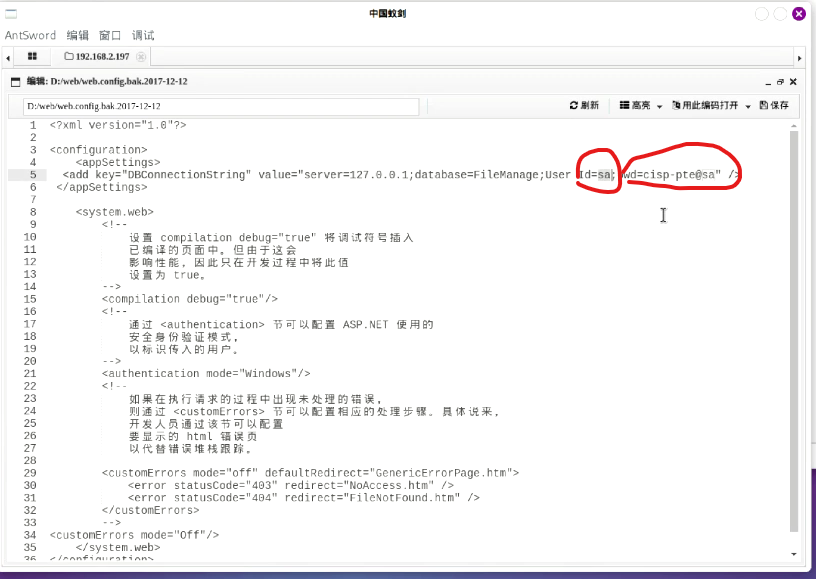 中国蚁剑
AntSword 编辑 窗口 调试
192.168.2.197
编辑: D:/web/web.config.bak.2017-12-12
D:/web/web.config.bak.2017-12-12 刷新 高亮 用此编码打开 保存
1 <?xml version="1.0"?>
2
3 <configuration>
4 <appSettings>
5 <add key="DBConnectionString" value="server=127.0.0.1;database=FileManage;User Id=sa; wd=cisp-pte@sa" />
6 </appSettings>
7
8 <system.web>
9 <!--
10 设置 compilation debug="true" 将调试符号插入
11 已编译的页面中。但由于这会
12 影响性能，因此只在开发过程中将此值
13 设置为 true。
14 -->
15 <compilation debug="true"/>
16 <!--
17 通过 <authentication> 节可以配置 ASP.NET 使用的
18 安全身份验证模式，
19 以标识传入的用户。
20 -->
21 <authentication mode="Windows"/>
22 <!--
23 如果在执行请求的过程中出现未处理的错误，
24 则通过 <customErrors> 节可以配置相应的处理步骤。具体说来，
25 开发人员通过该节可以配置
26 要显示的 html 错误页
27 以代替错误堆栈跟踪。
28
29 <customErrors mode="off" defaultRedirect="GenericErrorPage.htm">
30 <error statusCode="403" redirect="NoAccess.htm" />
31 <error statusCode="404" redirect="FileNotFound.htm" />
32 </customErrors>
33 -->
34 <customErrors mode="Off"/>
35 </system.web>
36 </configuration>